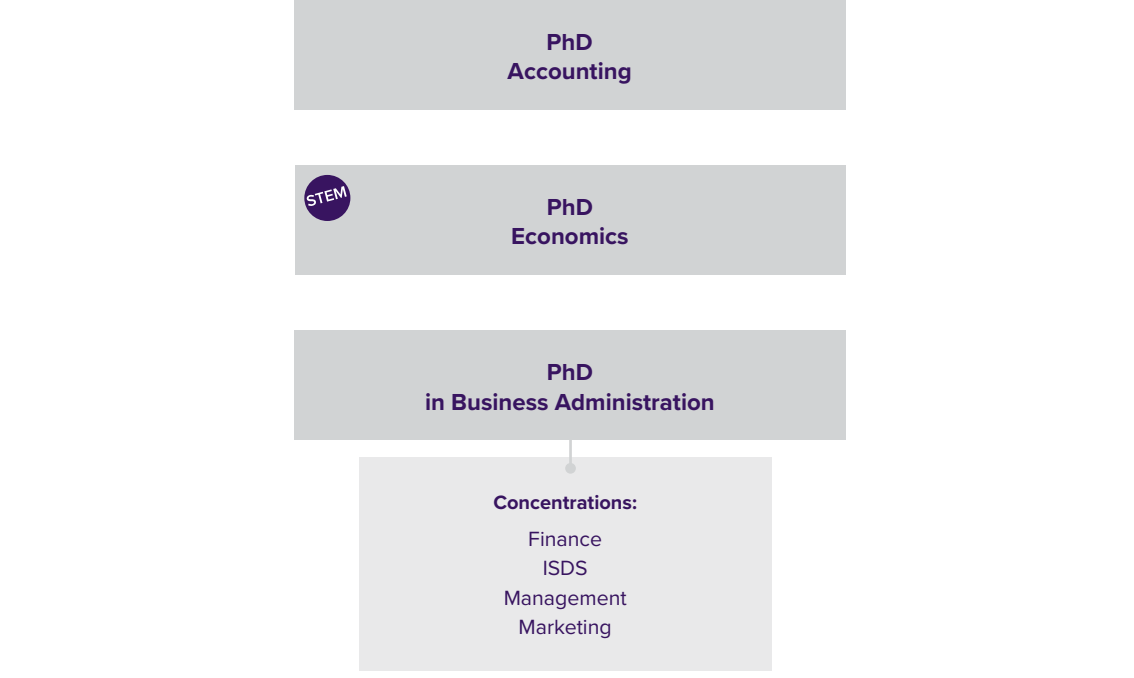 PhD
Accounting
STEM
PhD
Economics
PhD
in Business Administration
Concentrations:
Finance
ISDS
Management
Marketing